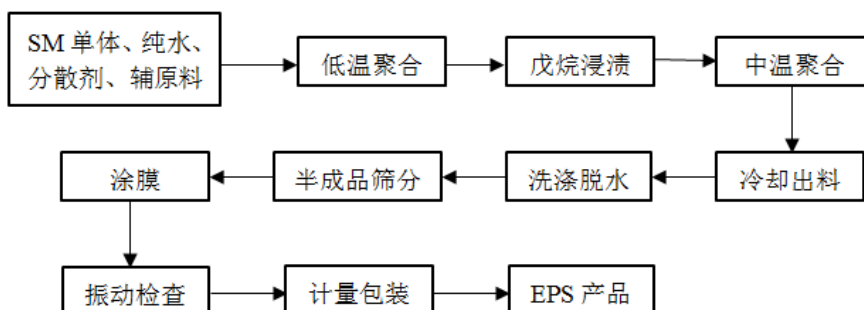 SM 单体、纯水、
分散剂、辅原料
低温聚合
戊烷浸渍
中温聚合
冷却出料
洗涤脱水
半成品筛分
涂膜
振动检查
计量包装
EPS 产品